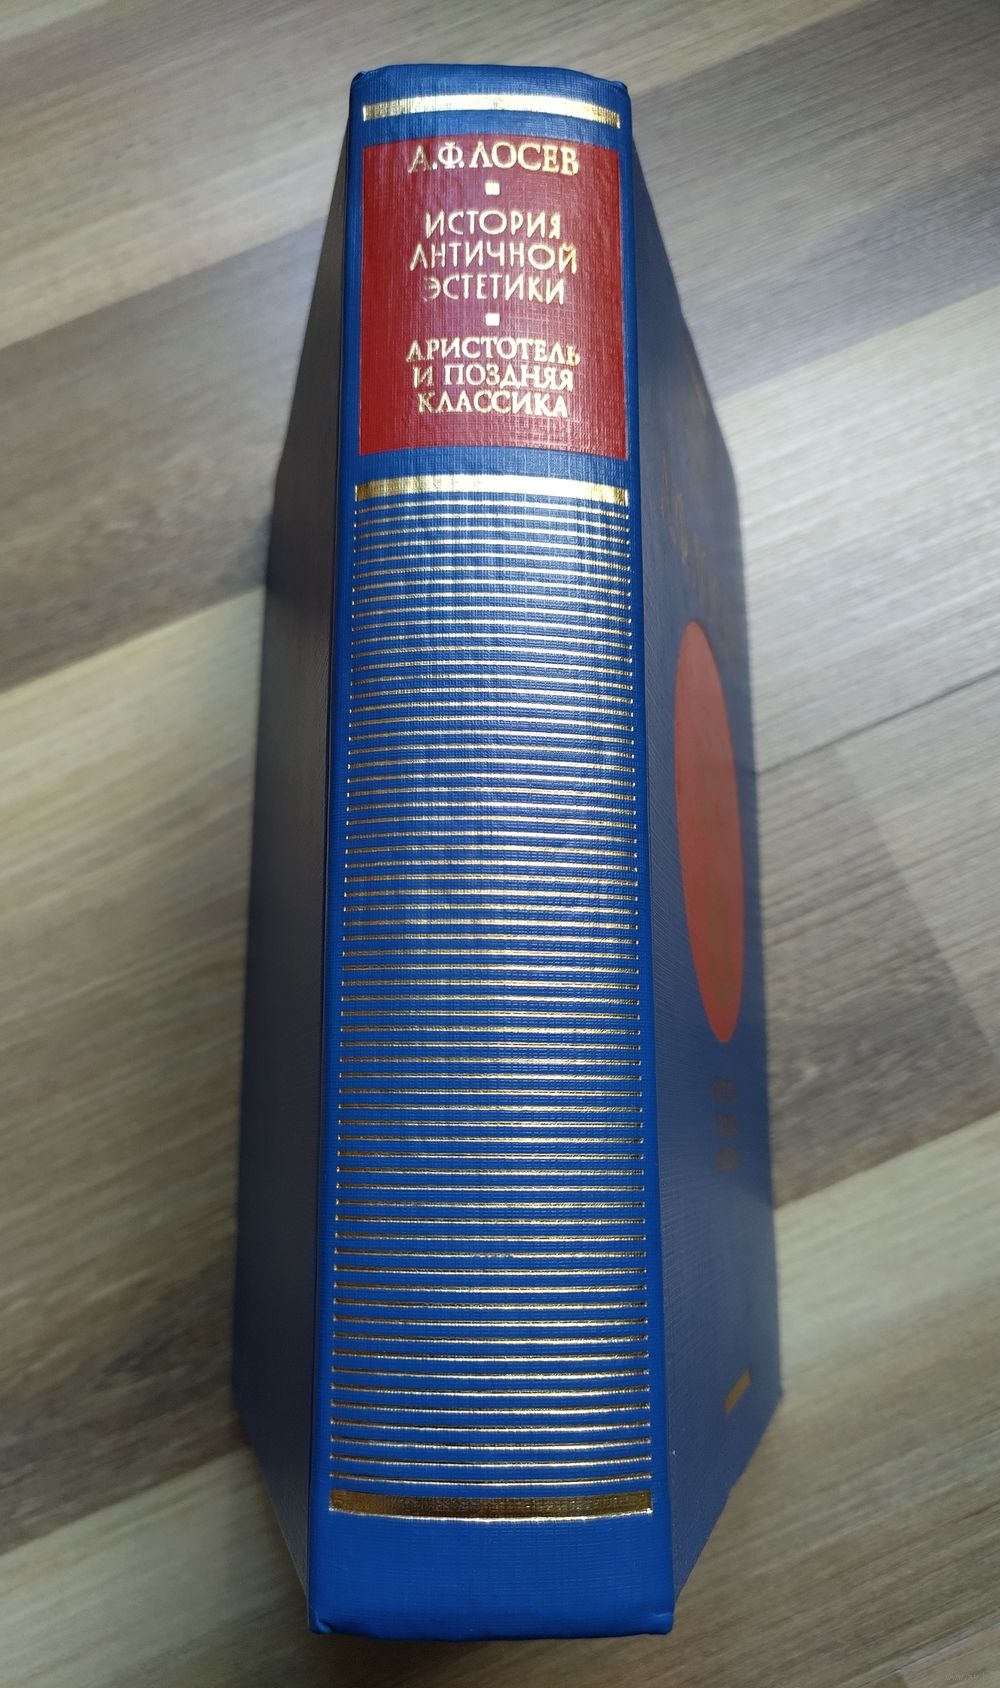 А.Ф.ЛОСЕВ
ИСТОРИЯ
АНТИЧНОЙ
ЭСТЕТИКИ
АРИСТОТЕЛЬ
И ПОЗДНЯЯ
КЛАССИКА